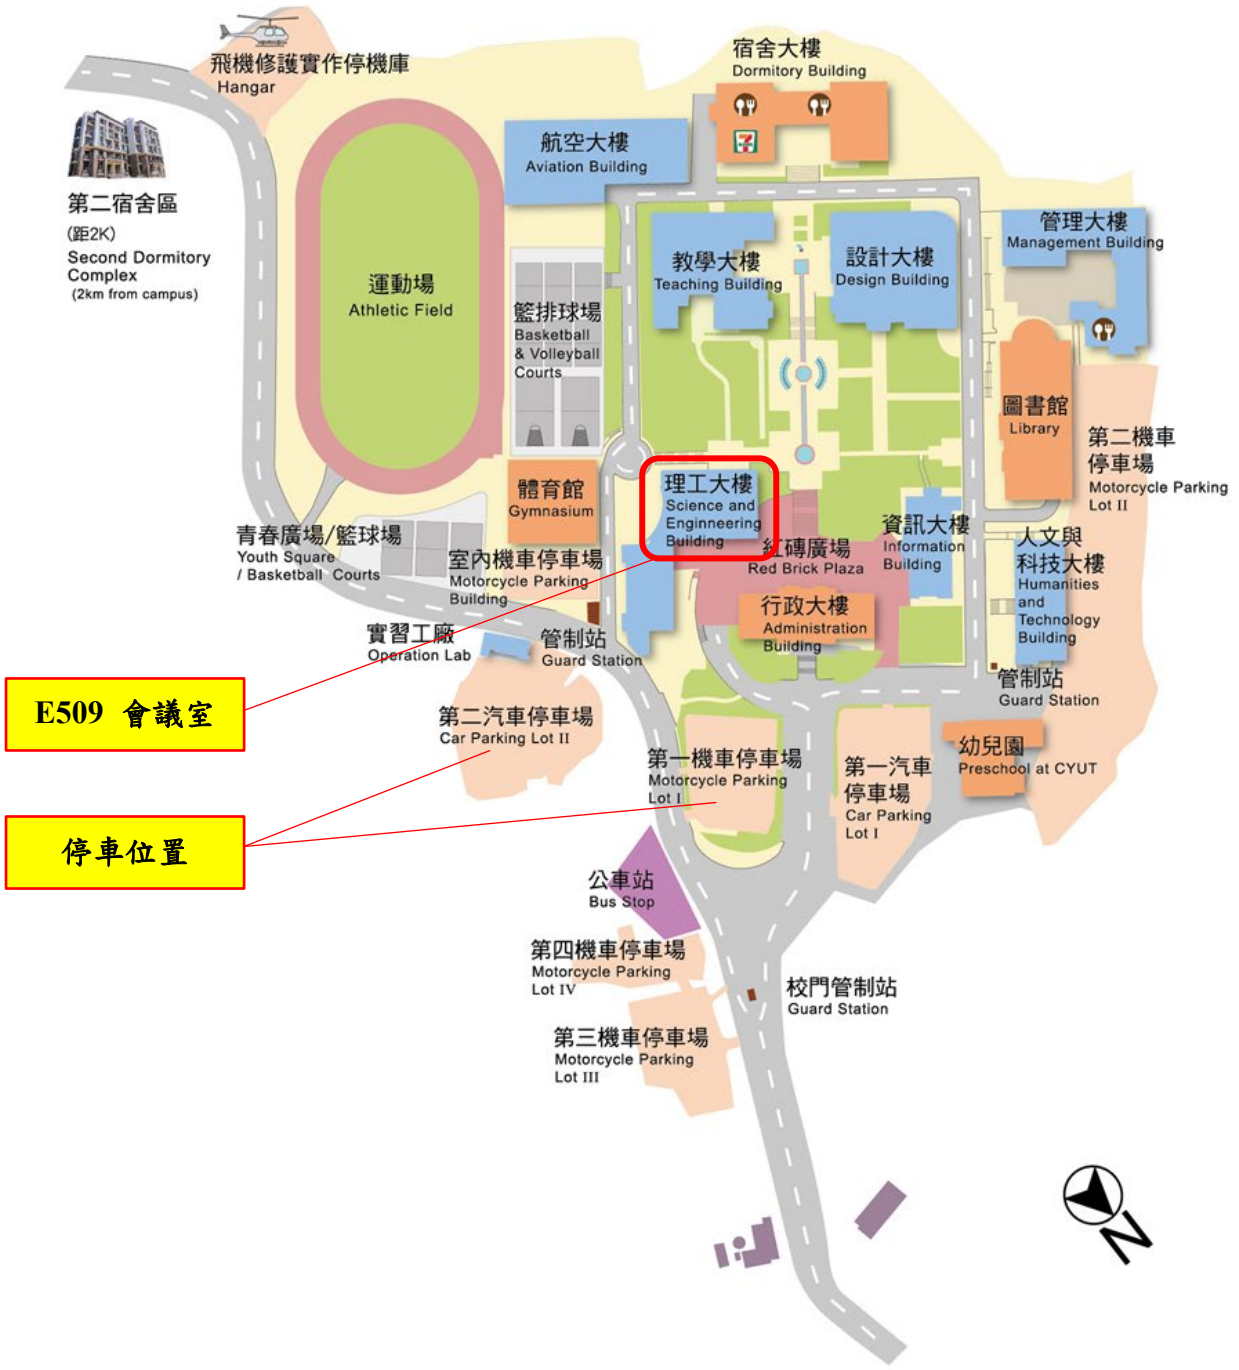 飛機修護實作停機庫
Hangar
宿舍大樓
Dormitory Building
7
航空大樓
Aviation Building
第二宿舍區
(距2K)
Second Dormitory
Complex
(2km from campus)
運動場
Athletic Field
籃排球場
Basketball
& Volleyball
Courts
教學大樓
Teaching Building
設計大樓
Design Building
管理大樓
Management Building
圖書館
Library
第二機車
停車場
Motorcycle Parking
Lot II
體育館
Gymnasium
理工大樓
Science and
Enginneering
Building
紅磚廣場
Red Brick Plaza
資訊大樓
Information
Building
人文與
科技大樓
Humanities
and
Technology
Building
青春廣場/籃球場
Youth Square
/ Basketball Courts
室內機車停車場
Motorcycle Parking
Building
行政大樓
Administration
Building
實習工廠
Operation Lab
管制站
Guard Station
管制站
Guard Station
E509 會議室
第二汽車停車場
Car Parking Lot II
第一機車停車場
Motorcycle Parking
Lot I
第一汽車
停車場
Car Parking
Lot I
幼兒園
Preschool at CYUT
停車位置
公車站
Bus Stop
第四機車停車場
Motorcycle Parking
Lot IV
校門管制站
Guard Station
第三機車停車場
Motorcycle Parking
Lot III
N